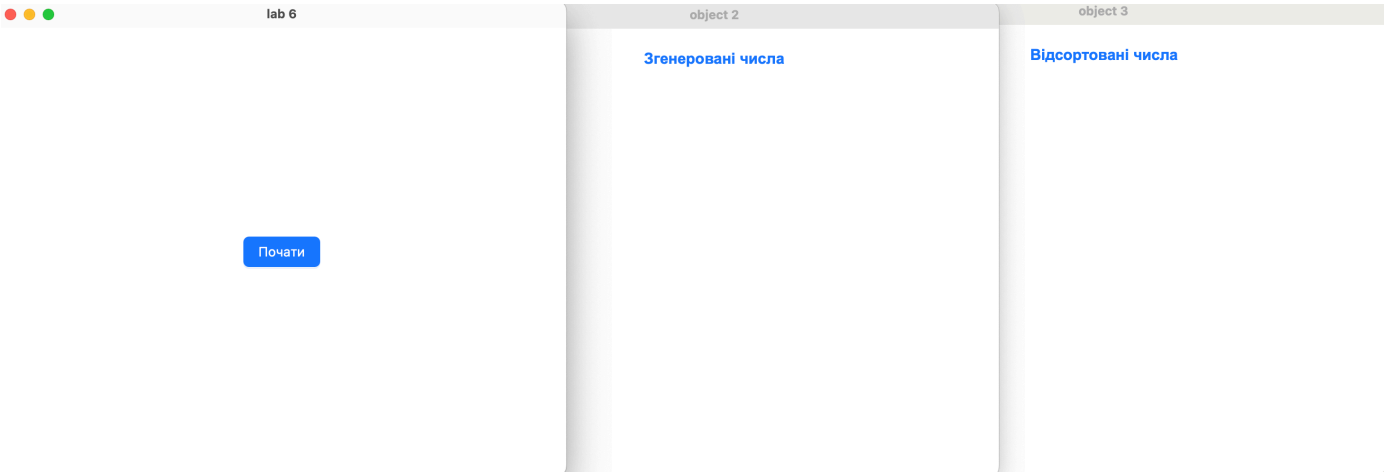 lab 6
object 2
object 3
Згенеровані числа
Відсортовані числа
Почати